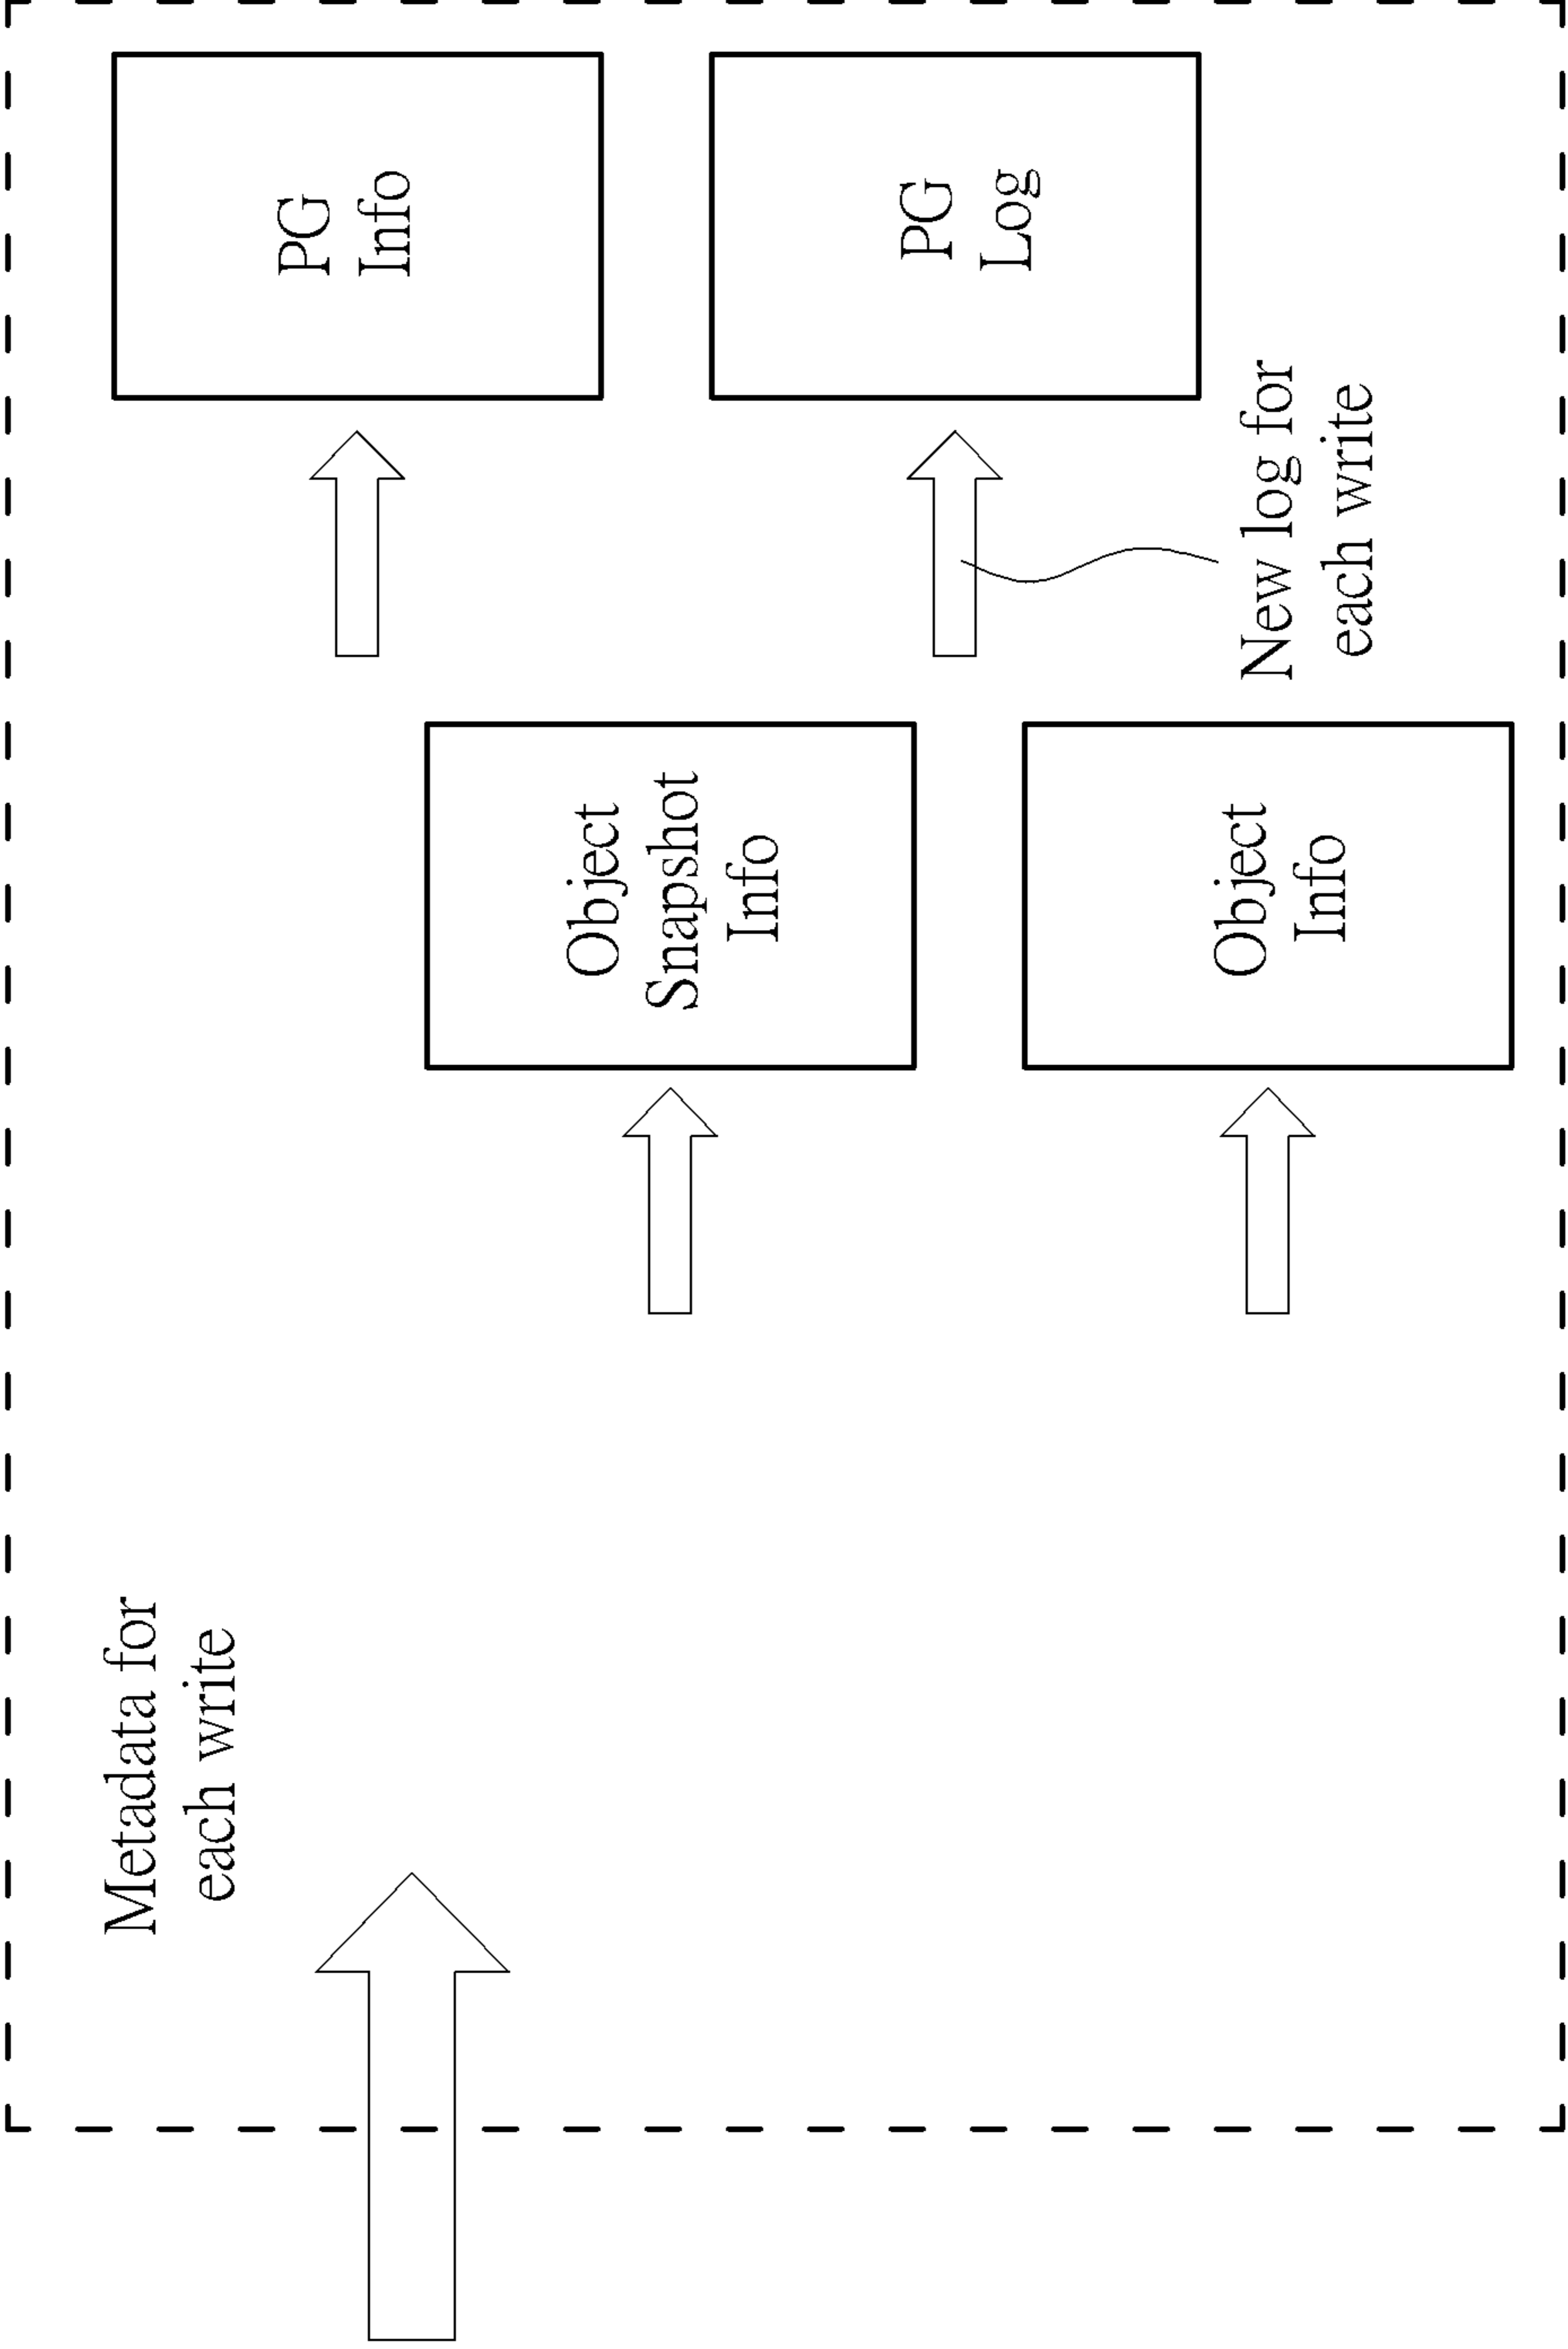 Metadata for
each write
Object
Snapshot
Info
Object
Info
PG
Info
PG
Log
New log for
each write